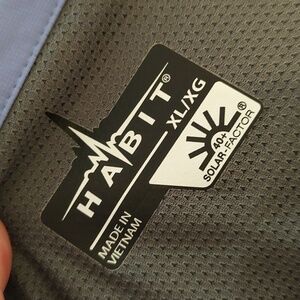 HABIT®
XL/XG
40+
SOLAR-FACTOR®
MADE IN
VIETNAM